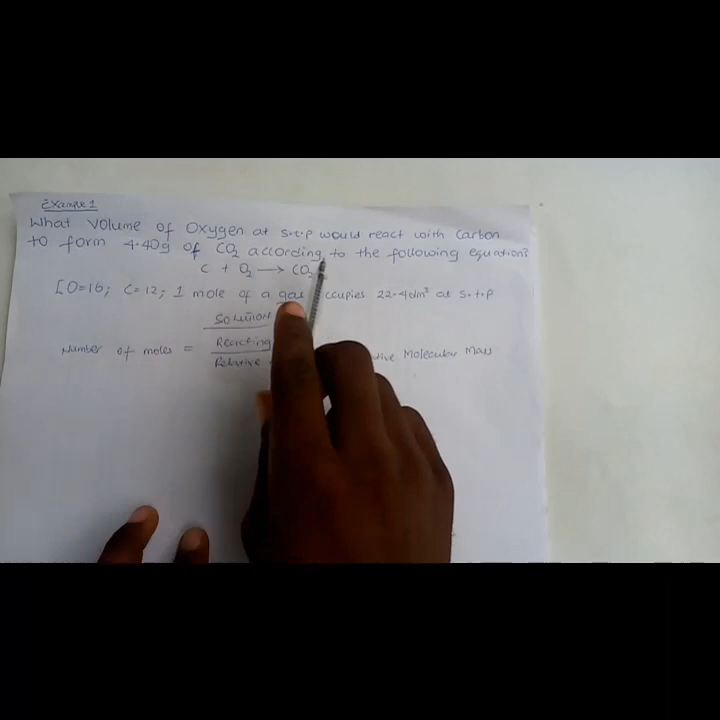 Example 1
What volume of Oxygen at s.t.p would react with Carbon
to form 4.40g of CO₂ according to the following equation?
C + O₂ → CO₂
[O=16; C=12; 1 mole of a gas occupies 22.4dm³ at s.t.p
SOLUTION
Number of moles = Reacting
Relative Molecular Mass